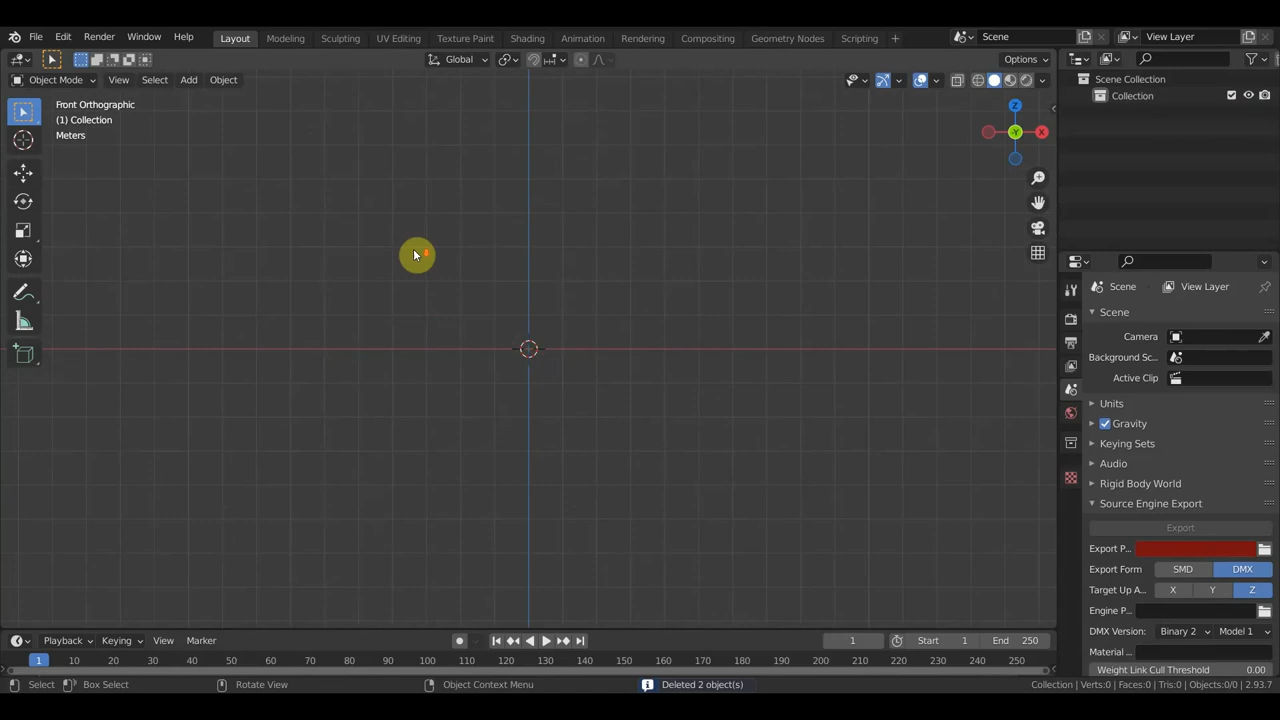 File Edit Render Window Help Layout Modeling Sculpting UV Editing Texture Paint Shading Animation Rendering Compositing Geometry Nodes Scripting + Scene View Layer
Global Options
Object Mode View Select Add Object
Scene Collection
Collection
Front Orthographic
(1) Collection
Meters
Z
-Y X
Scene View Layer
Scene
Camera
Background Sc...
Active Clip
Units
Gravity
Keying Sets
Audio
Rigid Body World
Source Engine Export
Export
Export P...
Export Form SMD DMX
Target Up A... X Y Z
Engine P...
DMX Version: Binary 2 Model 1
Material ...
Weight Link Cull Threshold 0.00
Playback Keying View Marker 1 Start 1 End 250
1 10 20 30 40 50 60 70 80 90 100 110 120 130 140 150 160 170 180 190 200 210 220 230 240 250
Select Box Select Rotate View Object Context Menu Deleted 2 object(s) Collection | Verts:0 | Faces:0 | Tris:0 | Objects:0/0 | 2.93.7